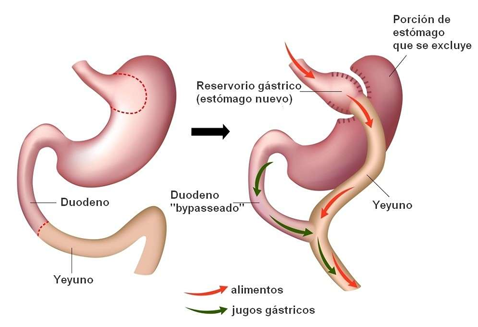 Porción de
estómago
que se excluye
Reservorio gástrico
(estómago nuevo)
Duodeno
Duodeno
"bypasseado"
Yeyuno
Yeyuno
alimentos
jugos gástricos